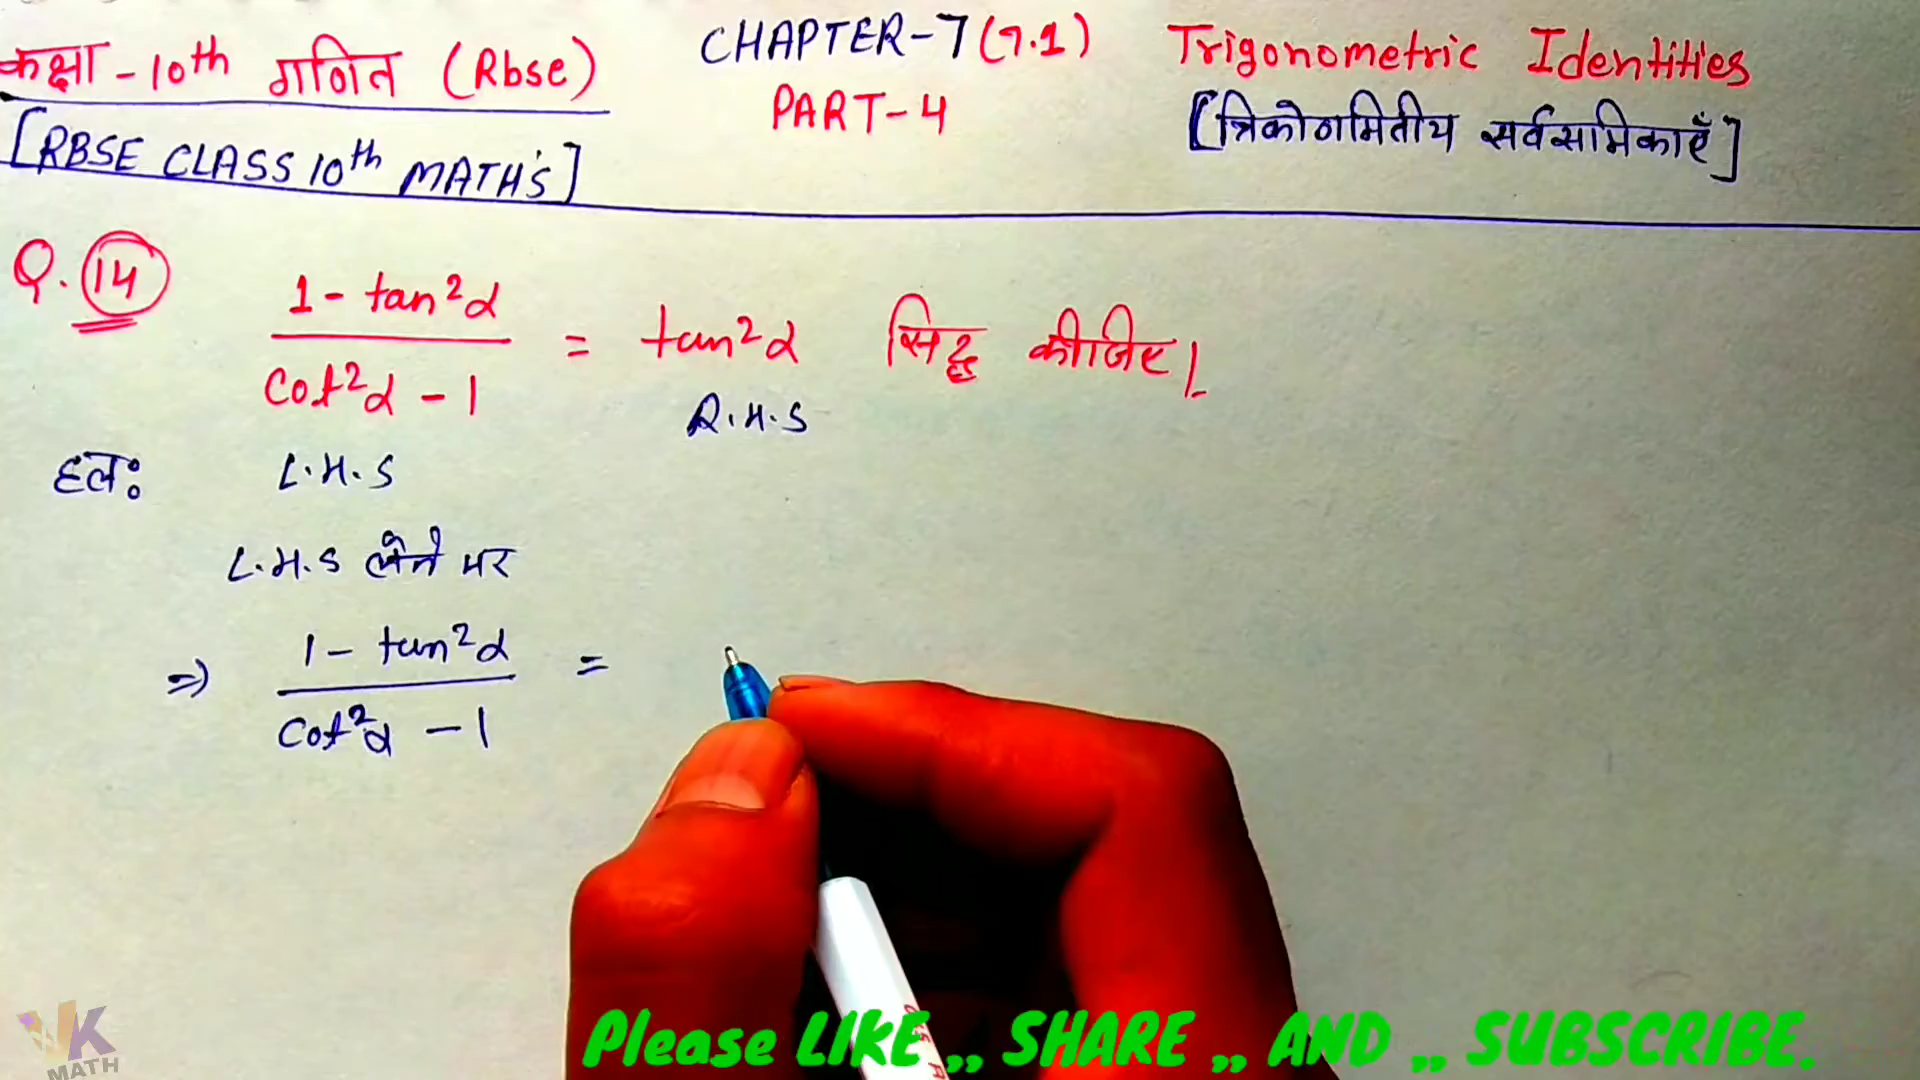 कक्षा - 10th गणित (Rbse)
[RBSE CLASS 10th MATH'S]
CHAPTER-7(7.1)
PART-4
Trigonometric Identities
[त्रिकोणमितीय सर्वसमिकाएँ]
Q. 14
1 - tan²α / cot²α - 1 = tan²α सिद्ध कीजिए।
R.H.S
हल: L.H.S
L.H.S लेने पर
=> 1 - tan²α / cot²α - 1 =
VK
MATH
Please LIKE ,, SHARE ,, AND ,, SUBSCRIBE.